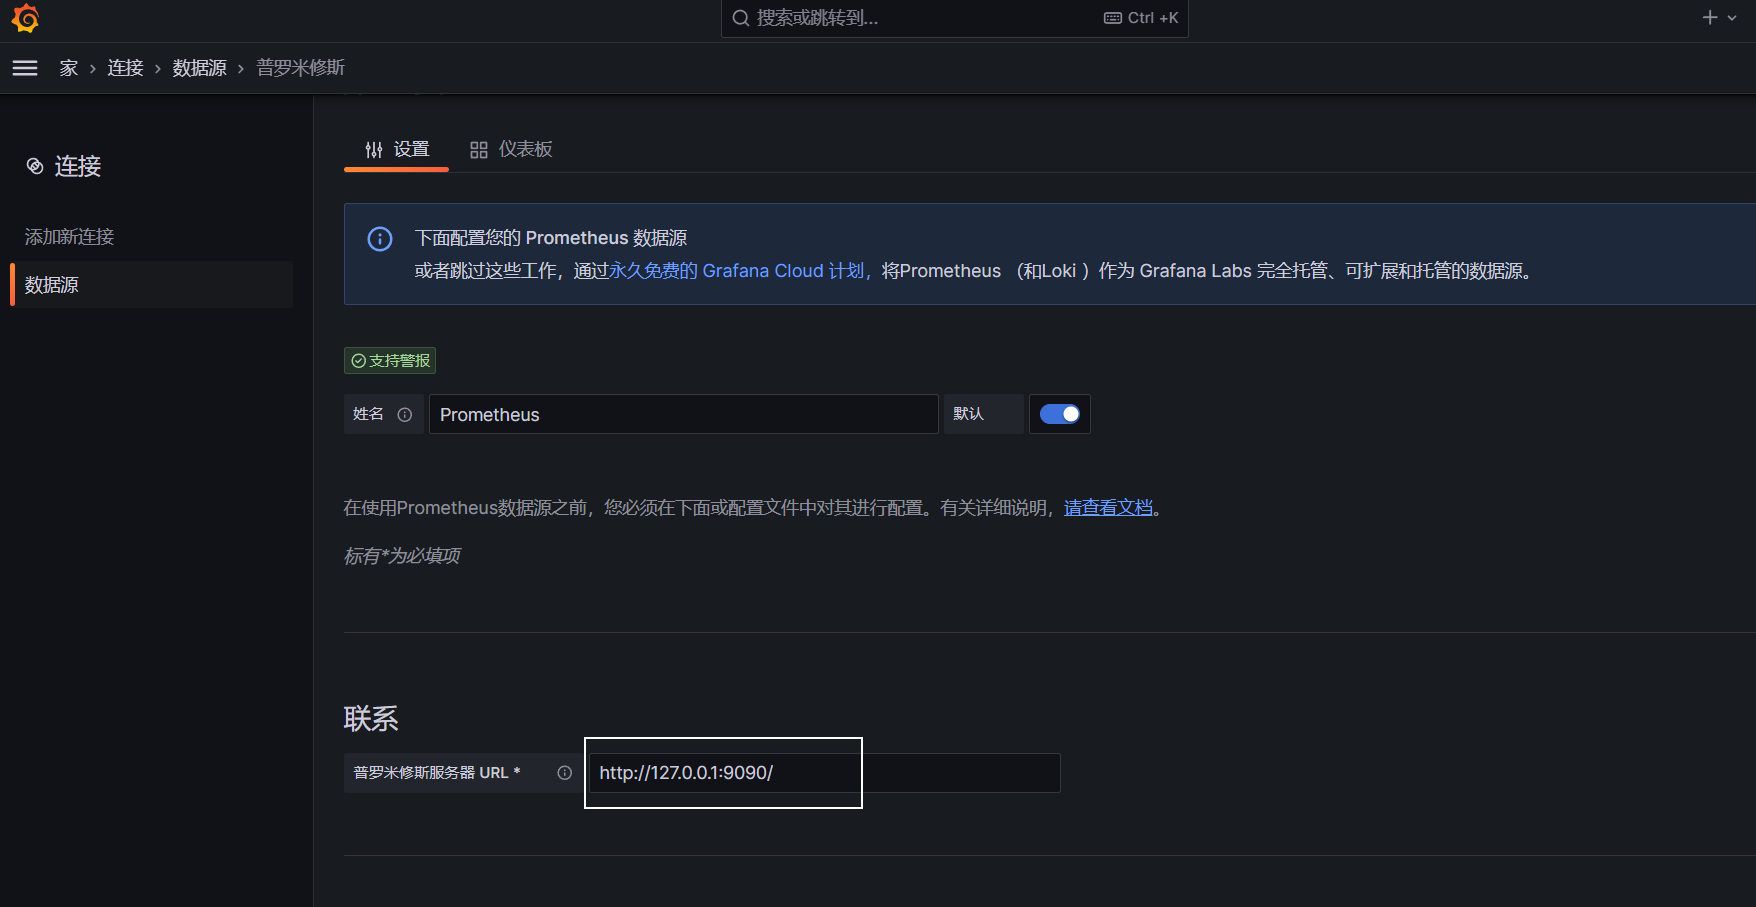 搜索或跳转到...
Ctrl +K
家 › 连接 › 数据源 › 普罗米修斯
连接
添加新连接
数据源
设置
仪表板
下面配置您的 Prometheus 数据源
或者跳过这些工作，通过永久免费的 Grafana Cloud 计划，将Prometheus （和Loki ）作为 Grafana Labs 完全托管、可扩展和托管的数据源。
支持警报
姓名
Prometheus
默认
在使用Prometheus数据源之前，您必须在下面或配置文件中对其进行配置。有关详细说明，请查看文档。
标有*为必填项
联系
普罗米修斯服务器 URL *
http://127.0.0.1:9090/